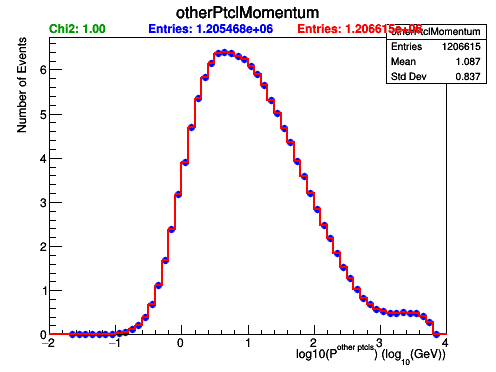 otherPtclMomentum
Chi2: 1.00 Entries: 1.205468e+06 Entries: 1.206615e+06
otherPtclMomentum
Entries 1206615
Mean 1.087
Std Dev 0.837
Number of Events
6
5
4
3
2
1
0
−2 −1 0 1 2 3 4
log10(P^other ptcls.) (log_10(GeV))